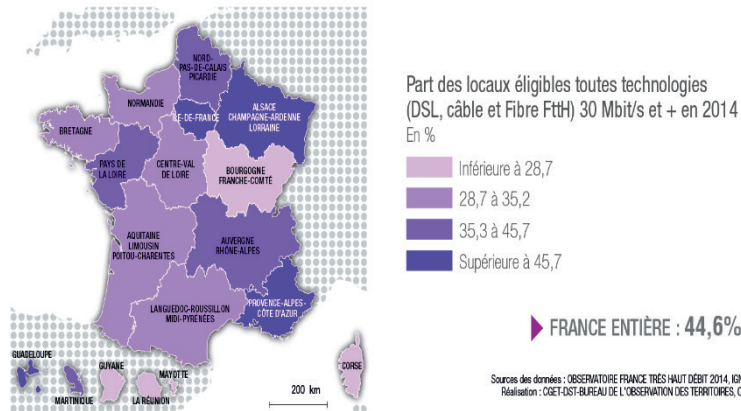 NORD-
PAS-DE-CALAIS
PICARDIE
NORMANDIE
ÎLE-DE-FRANCE
ALSACE
CHAMPAGNE-ARDENNE
LORRAINE
BRETAGNE
PAYS DE
LA LOIRE
CENTRE-VAL
DE LOIRE
BOURGOGNE
FRANCHE-COMTÉ
AQUITAINE
LIMOUSIN
POITOU-CHARENTES
AUVERGNE
RHÔNE-ALPES
LANGUEDOC-ROUSSILLON
MIDI-PYRÉNÉES
PROVENCE-ALPES-
CÔTE D'AZUR
GUADELOUPE
MARTINIQUE
GUYANE
LA RÉUNION
MAYOTTE
CORSE
200 km
Part des locaux éligibles toutes technologies
(DSL, câble et Fibre FttH) 30 Mbit/s et + en 2014
En %
Inférieure à 28,7
28,7 à 35,2
35,3 à 45,7
Supérieure à 45,7
FRANCE ENTIÈRE : 44,6%
Sources des données : OBSERVATOIRE FRANCE TRÈS HAUT DÉBIT 2014, IGN
Réalisation : CGET-DST-BUREAU DE L'OBSERVATION DES TERRITOIRES, C